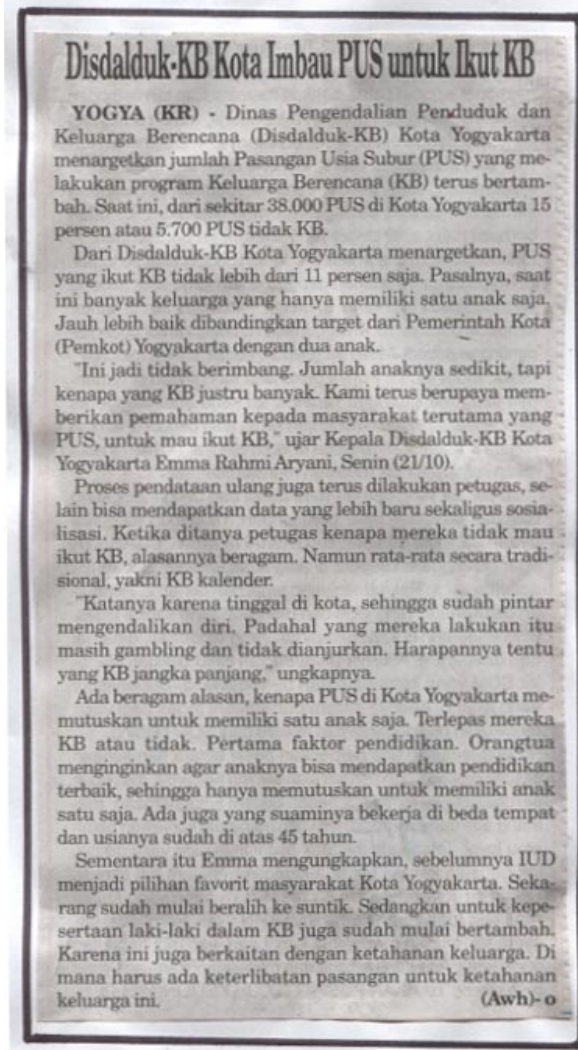 Disdalduk-KB Kota Imbau PUS untuk Ikut KB
YOGYA (KR) - Dinas Pengendalian Penduduk dan
Keluarga Berencana (Disdalduk-KB) Kota Yogyakarta
menargetkan jumlah Pasangan Usia Subur (PUS) yang me-
lakukan program Keluarga Berencana (KB) terus bertam-
bah. Saat ini, dari sekitar 38.000 PUS di Kota Yogyakarta 15
persen atau 5.700 PUS tidak KB.
Dari Disdalduk-KB Kota Yogyakarta menargetkan, PUS
yang ikut KB tidak lebih dari 11 persen saja. Pasalnya, saat
ini banyak keluarga yang hanya memiliki satu anak saja.
Jauh lebih baik dibandingkan target dari Pemerintah Kota
(Pemkot) Yogyakarta dengan dua anak.
"Ini jadi tidak berimbang. Jumlah anaknya sedikit, tapi
kenapa yang KB justru banyak. Kami terus berupaya mem-
berikan pemahaman kepada masyarakat terutama yang
PUS, untuk mau ikut KB," ujar Kepala Disdalduk-KB Kota
Yogyakarta Emma Rahmi Aryani, Senin (21/10).
Proses pendataan ulang juga terus dilakukan petugas, se-
lain bisa mendapatkan data yang lebih baru sekaligus sosia-
lisasi. Ketika ditanya petugas kenapa mereka tidak mau
ikut KB, alasannya beragam. Namun rata-rata secara tradi-
sional, yakni KB kalender.
"Katanya karena tinggal di kota, sehingga sudah pintar
mengendalikan diri. Padahal yang mereka lakukan itu
masih gambling dan tidak dianjurkan. Harapannya tentu
yang KB jangka panjang," ungkapnya.
Ada beragam alasan, kenapa PUS di Kota Yogyakarta me-
mutuskan untuk memiliki satu anak saja. Terlepas mereka
KB atau tidak. Pertama faktor pendidikan. Orangtua
menginginkan agar anaknya bisa mendapatkan pendidikan
terbaik, sehingga hanya memutuskan untuk memiliki anak
satu saja. Ada juga yang suaminya bekerja di beda tempat
dan usianya sudah di atas 45 tahun.
Sementara itu Emma mengungkapkan, sebelumnya IUD
menjadi pilihan favorit masyarakat Kota Yogyakarta. Seka-
rang sudah mulai beralih ke suntik. Sedangkan untuk kepe-
sertaan laki-laki dalam KB juga sudah mulai bertambah.
Karena ini juga berkaitan dengan ketahanan keluarga. Di
mana harus ada keterlibatan pasangan untuk ketahanan
keluarga ini. (Awh)- o